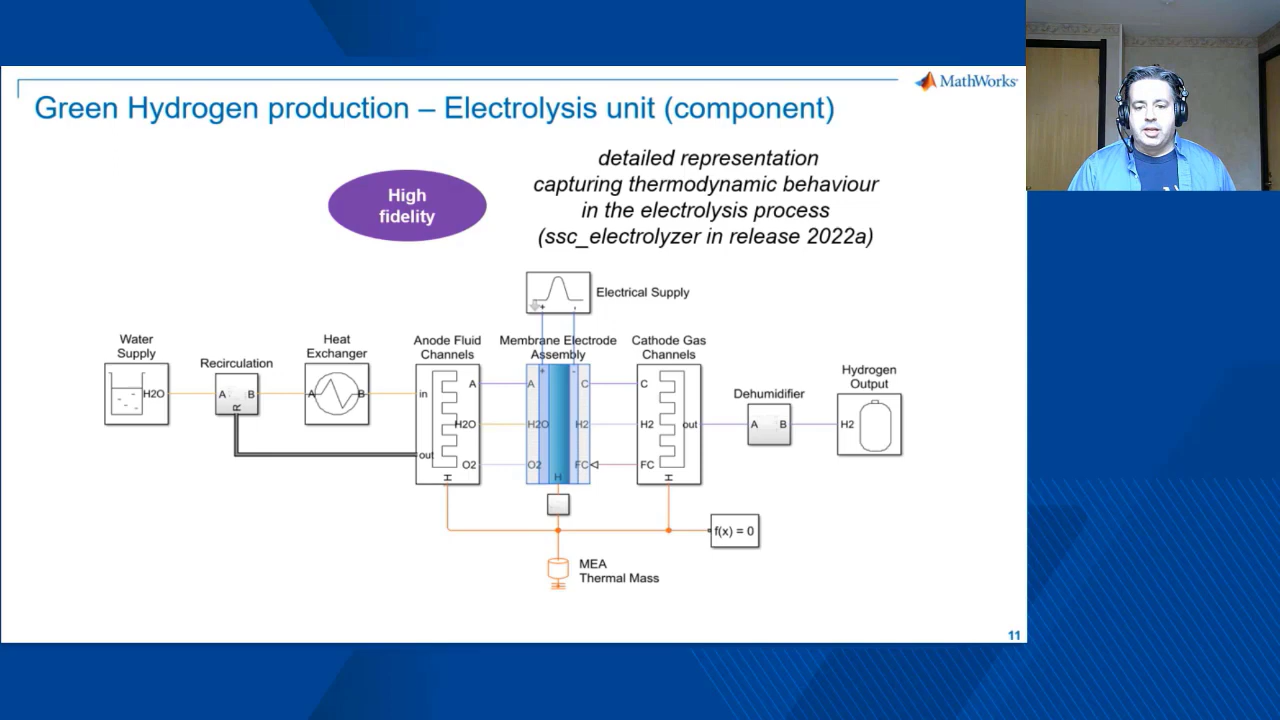 MathWorks
Green Hydrogen production – Electrolysis unit (component)
High
fidelity
detailed representation
capturing thermodynamic behaviour
in the electrolysis process
(ssc_electrolyzer in release 2022a)
+
-
Electrical Supply
Water
Supply
H2O
Recirculation
A
B
R
Heat
Exchanger
A
B
Anode Fluid
Channels
in
A
H2O
out
O2
H
Membrane Electrode
Assembly
+
-
A
C
H2O
H2
O2
FC
H
Cathode Gas
Channels
C
H2
out
FC
H
Dehumidifier
A
B
Hydrogen
Output
H2
f(x) = 0
MEA
Thermal Mass
11